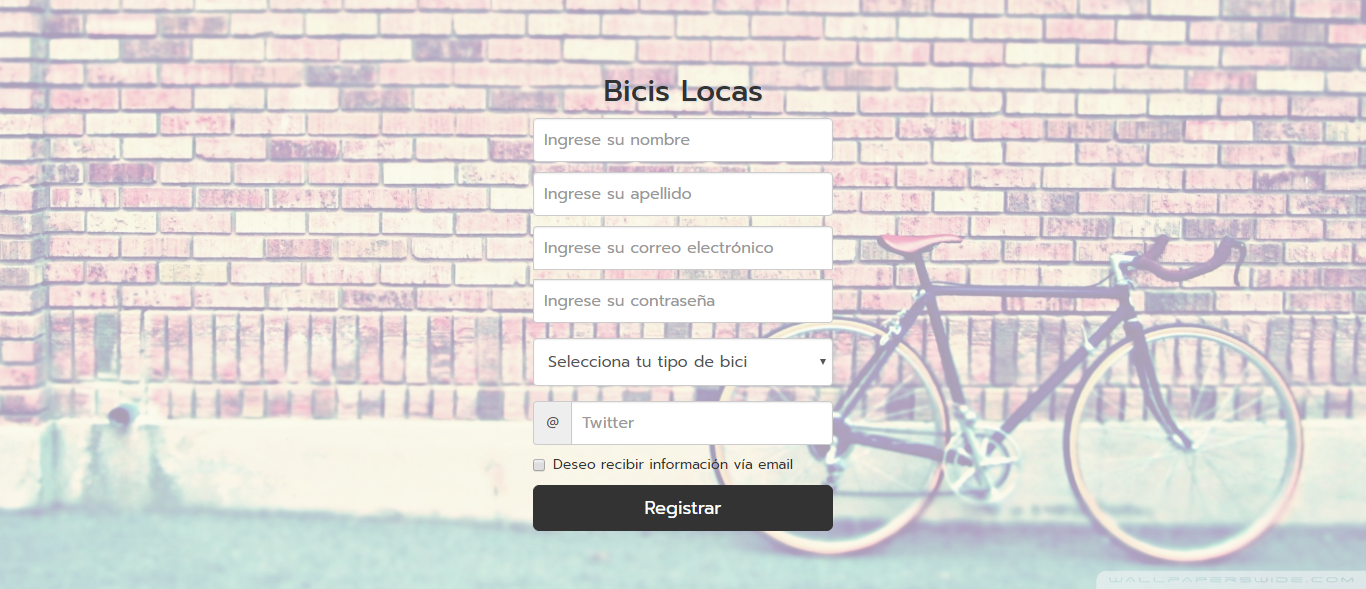 Bicis Locas
Ingrese su nombre
Ingrese su apellido
Ingrese su correo electrónico
Ingrese su contraseña
Selecciona tu tipo de bici
@ Twitter
Deseo recibir información vía email
Registrar
WALLPAPERSWIDE.COM